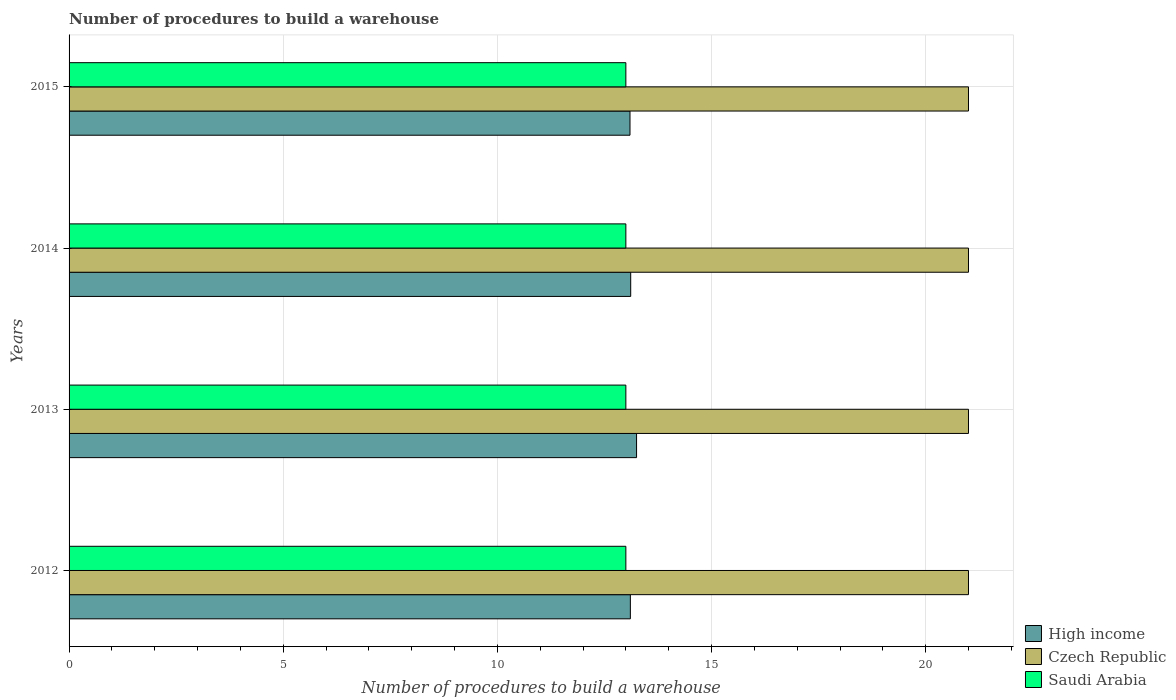 Number of procedures to build a warehouse
2015
2014
2013
2012
Years
0
5
10
15
20
Number of procedures to build a warehouse
High income
Czech Republic
Saudi Arabia